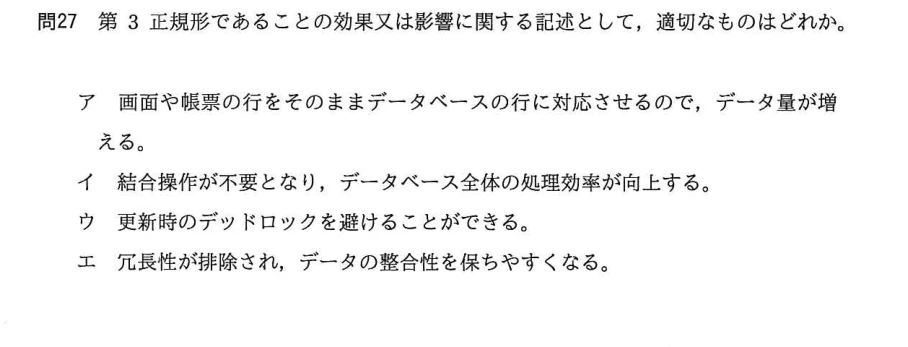 問27 第 3 正規形であることの効果又は影響に関する記述として，適切なものはどれか。
ア 画面や帳票の行をそのままデータベースの行に対応させるので，データ量が増
える。
イ 結合操作が不要となり，データベース全体の処理効率が向上する。
ウ 更新時のデッドロックを避けることができる。
エ 冗長性が排除され，データの整合性を保ちやすくなる。